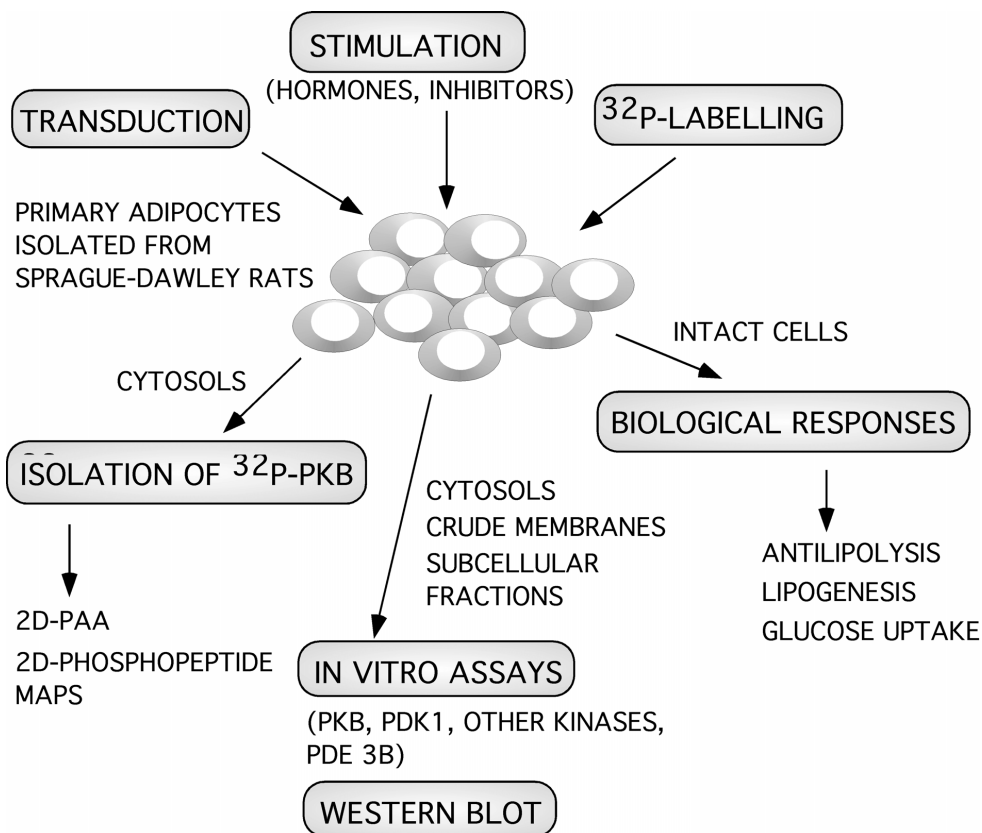 STIMULATION
(HORMONES, INHIBITORS)
TRANSDUCTION
32P-LABELLING
PRIMARY ADIPOCYTES
ISOLATED FROM
SPRAGUE-DAWLEY RATS
INTACT CELLS
CYTOSOLS
BIOLOGICAL RESPONSES
ISOLATION OF 32P-PKB
CYTOSOLS
CRUDE MEMBRANES
SUBCELLULAR
FRACTIONS
ANTILIPOLYSIS
LIPOGENESIS
GLUCOSE UPTAKE
2D-PAA
2D-PHOSPHOPEPTIDE
MAPS
IN VITRO ASSAYS
(PKB, PDK1, OTHER KINASES,
PDE 3B)
WESTERN BLOT